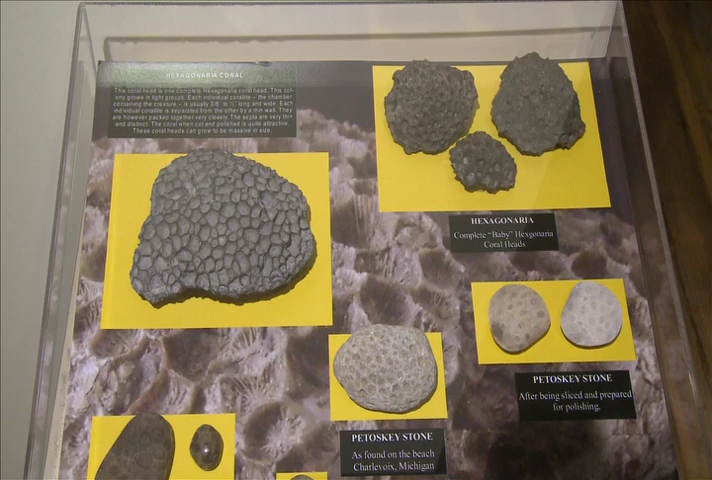 HEXAGONARIA CORAL
This coral head is one complete Hexagonaria coral head. This col-
ony grows in tight groups. Each individual corallite – the chamber
containing the creature – is usually 3/8" to ½" long and wide. Each
individual corallite is separated from the other by a thin wall. They
are however packed together very closely. The septa are very thin
and distinct. The coral when cut and polished is quite attractive.
These coral heads can grow to be massive in size.
HEXAGONARIA
Complete "Baby" Hexgonaria
Coral Heads
PETOSKEY STONE
After being sliced and prepared
for polishing.
PETOSKEY STONE
As found on the beach
Charlevoix, Michigan